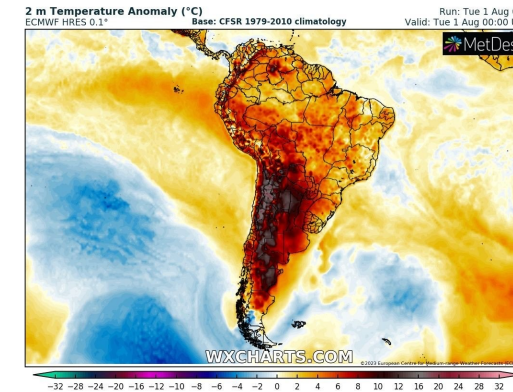 2 m Temperature Anomaly (°C)
ECMWF HRES 0.1°
Base: CFSR 1979-2010 climatology
Run: Tue 1 Aug
Valid: Tue 1 Aug 00:00
MetDes
WXCHARTS.COM
©2023 European Centre for Medium-range Weather Forecasts
−32 −28 −24 −20 −16 −12 −10 −8 −6 −4 −2 0 2 4 6 8 10 12 16 20 24 28 32